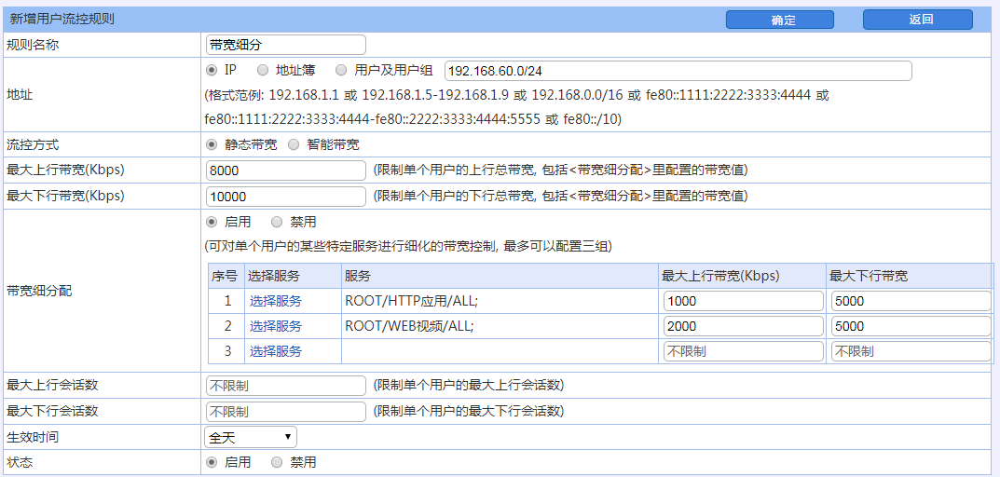 新增用户流控规则 确定 返回
规则名称 带宽细分
地址 IP 地址簿 用户及用户组 192.168.60.0/24
(格式范例: 192.168.1.1 或 192.168.1.5-192.168.1.9 或 192.168.0.0/16 或 fe80::1111:2222:3333:4444 或
fe80::1111:2222:3333:4444-fe80::2222:3333:4444:5555 或 fe80::/10)
流控方式 静态带宽 智能带宽
最大上行带宽(Kbps) 8000 (限制单个用户的上行总带宽, 包括<带宽细分配>里配置的带宽值)
最大下行带宽(Kbps) 10000 (限制单个用户的下行总带宽, 包括<带宽细分配>里配置的带宽值)
带宽细分配 启用 禁用
(可对单个用户的某些特定服务进行细化的带宽控制, 最多可以配置三组)
序号 选择服务 服务 最大上行带宽(Kbps) 最大下行带宽
1 选择服务 ROOT/HTTP应用/ALL; 1000 5000
2 选择服务 ROOT/WEB视频/ALL; 2000 5000
3 选择服务 不限制 不限制
最大上行会话数 不限制 (限制单个用户的最大上行会话数)
最大下行会话数 不限制 (限制单个用户的最大下行会话数)
生效时间 全天
状态 启用 禁用